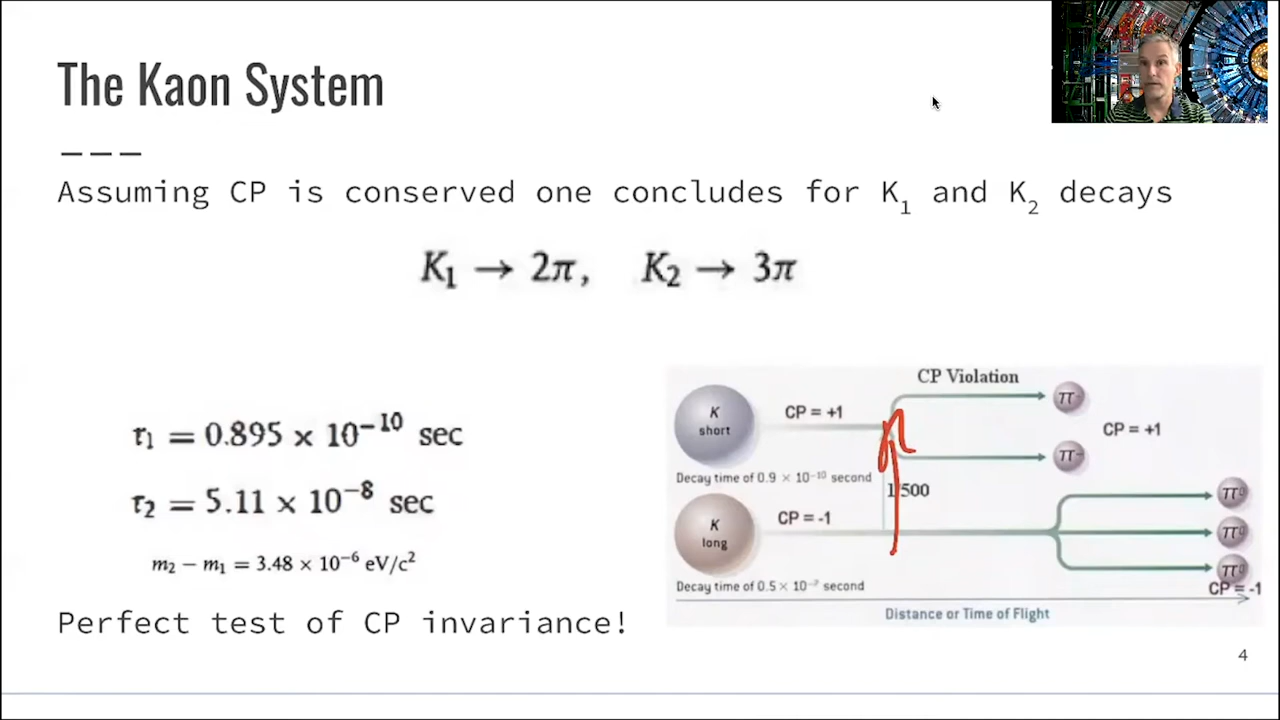 The Kaon System
Assuming CP is conserved one concludes for K₁ and K₂ decays
K₁ → 2π, K₂ → 3π
τ₁ = 0.895 × 10⁻¹⁰ sec
τ₂ = 5.11 × 10⁻⁸ sec
m₂ − m₁ = 3.48 × 10⁻⁶ eV/c²
Perfect test of CP invariance!
CP Violation
K
short
CP = +1
π⁻
CP = +1
π⁻
Decay time of 0.9 × 10⁻¹⁰ second
1/500
K
long
CP = -1
π⁰
π⁰
π⁰
Decay time of 0.5 × 10⁻⁷ second
CP = -1
Distance or Time of Flight
4